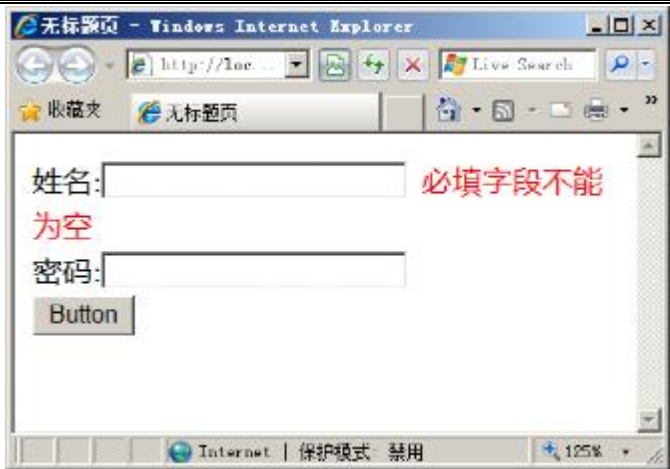 无标题页 - Windows Internet Explorer
http://loc... Live Search
收藏夹 无标题页 »
姓名: 必填字段不能
为空
密码:
Button
Internet | 保护模式: 禁用 125%